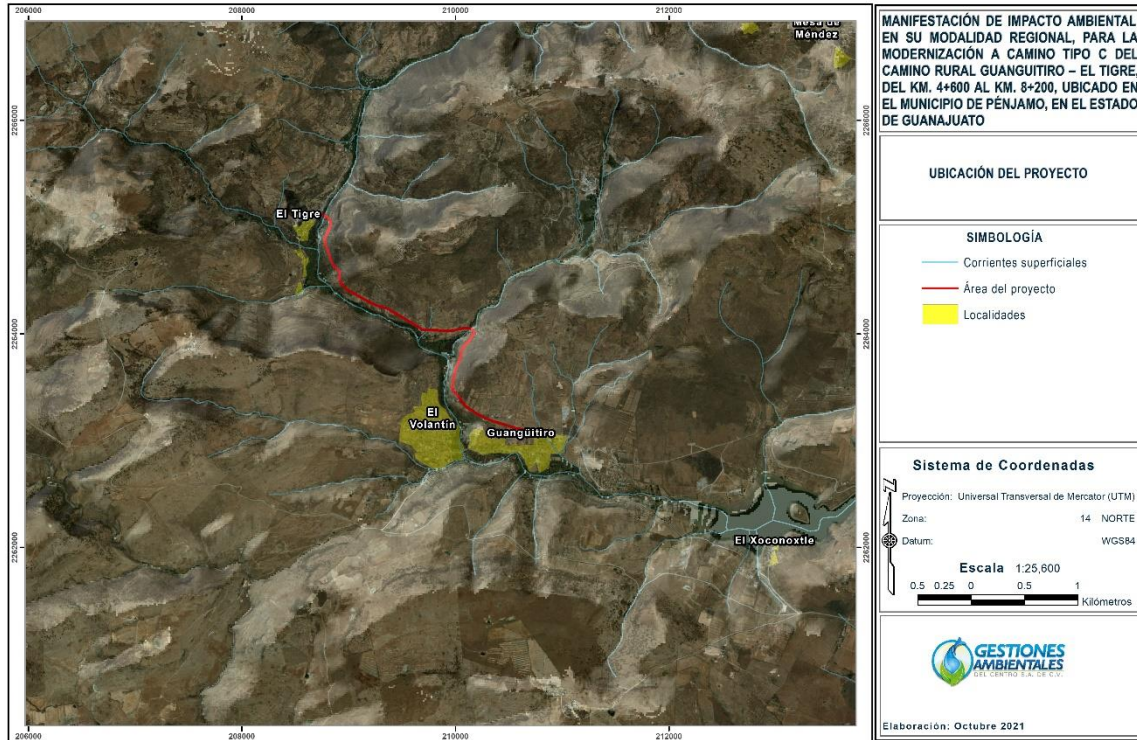 206000
208000
210000
212000
Mesa de
Méndez
2266000
2266000
El Tigre
2264000
2264000
El
Volantín
Guangüitiro
2262000
2262000
El Xoconoxtle
206000
208000
210000
212000
MANIFESTACIÓN DE IMPACTO AMBIENTAL
EN SU MODALIDAD REGIONAL, PARA LA
MODERNIZACIÓN A CAMINO TIPO C DEL
CAMINO RURAL GUANGUITIRO – EL TIGRE,
DEL KM. 4+600 AL KM. 8+200, UBICADO EN
EL MUNICIPIO DE PÉNJAMO, EN EL ESTADO
DE GUANAJUATO
UBICACIÓN DEL PROYECTO
SIMBOLOGÍA
Corrientes superficiales
Área del proyecto
Localidades
Sistema de Coordenadas
Proyección: Universal Transversal de Mercator (UTM)
Zona: 14 NORTE
Datum: WGS84
Escala 1:25,600
0.5 0.25 0 0.5 1
Kilómetros
GESTIONES
AMBIENTALES
DEL CENTRO S.A. DE C.V.
Elaboración: Octubre 2021